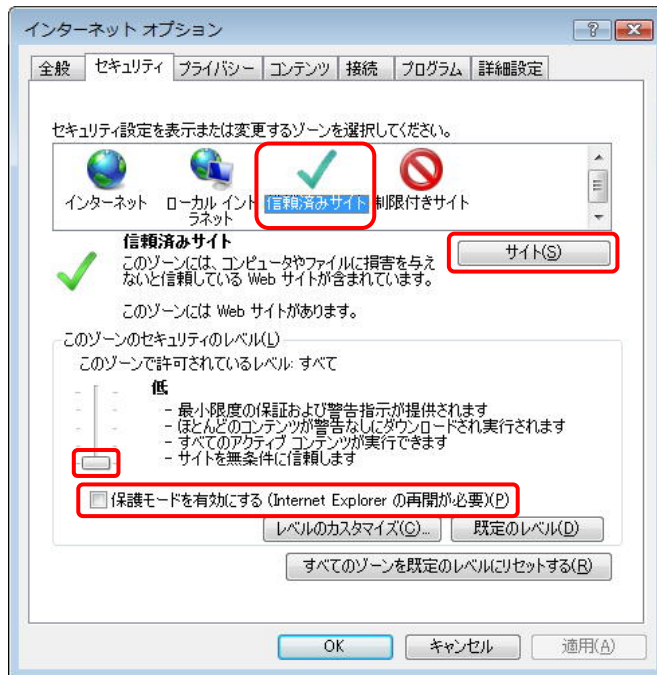 インターネット オプション
全般 セキュリティ プライバシー コンテンツ 接続 プログラム 詳細設定
セキュリティ設定を表示または変更するゾーンを選択してください。
インターネット ローカル イントラネット 信頼済みサイト 制限付きサイト
信頼済みサイト
サイト(S)
このゾーンには、コンピュータやファイルに損害を与え
ないと信頼している Web サイトが含まれています。
このゾーンには Web サイトがあります。
このゾーンのセキュリティのレベル(L)
このゾーンで許可されているレベル: すべて
低
- 最小限度の保証および警告指示が提供されます
- ほとんどのコンテンツが警告なしにダウンロードされ実行されます
- すべてのアクティブ コンテンツが実行できます
- サイトを無条件に信頼します
保護モードを有効にする (Internet Explorer の再開が必要)(P)
レベルのカスタマイズ(C)... 既定のレベル(D)
すべてのゾーンを既定のレベルにリセットする(R)
OK キャンセル 適用(A)